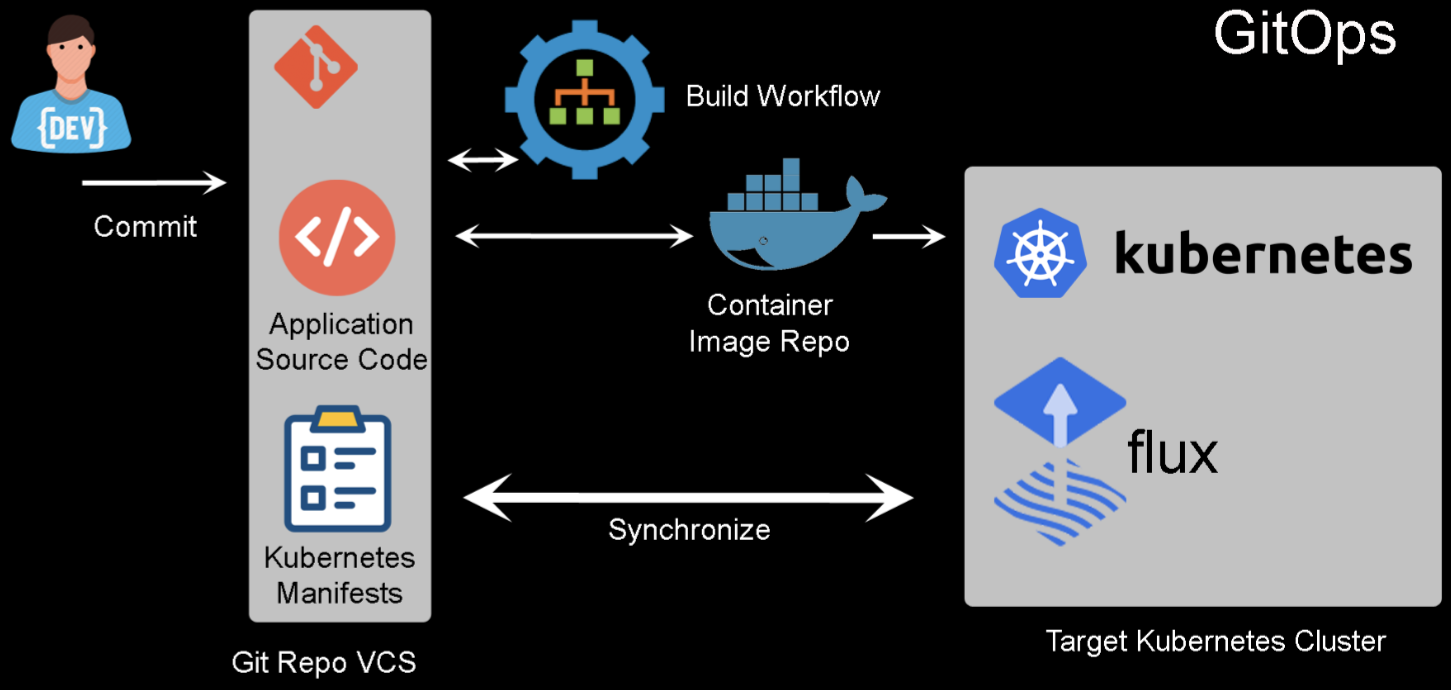 GitOps
{DEV}
Build Workflow
Commit
</>
Application
Source Code
Container
Image Repo
kubernetes
flux
Synchronize
Kubernetes
Manifests
Git Repo VCS
Target Kubernetes Cluster